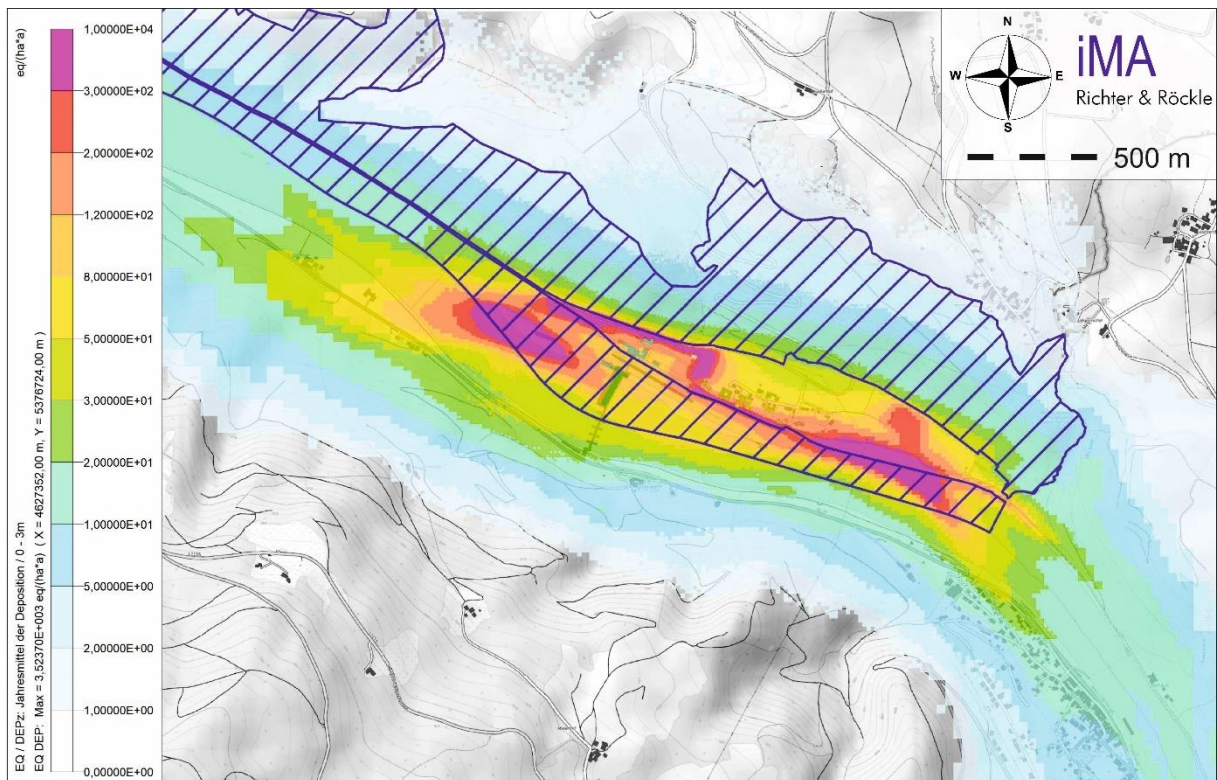 eq/(ha*a)
1,00000E+04
3,00000E+02
2,00000E+02
1,20000E+02
8,00000E+01
5,00000E+01
3,00000E+01
2,00000E+01
1,00000E+01
5,00000E+00
2,00000E+00
1,00000E+00
0,00000E+00
EQ / DEPz: Jahresmittel der Deposition / 0 - 3m
EQ DEP: Max = 3,52370E+003 eq/(ha*a) ( X = 4627352,00 m, Y = 5378724,00 m )
N
W
E
S
iMA
Richter & Röckle
500 m